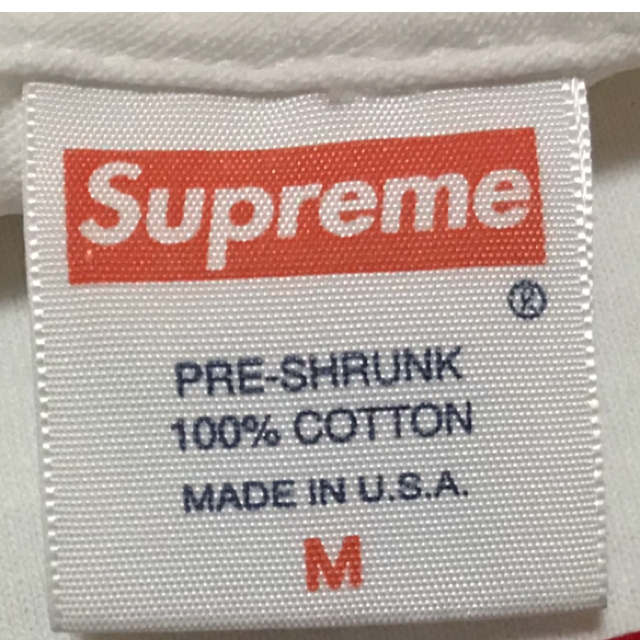 Supreme
®
PRE-SHRUNK
100% COTTON
MADE IN U.S.A.
M